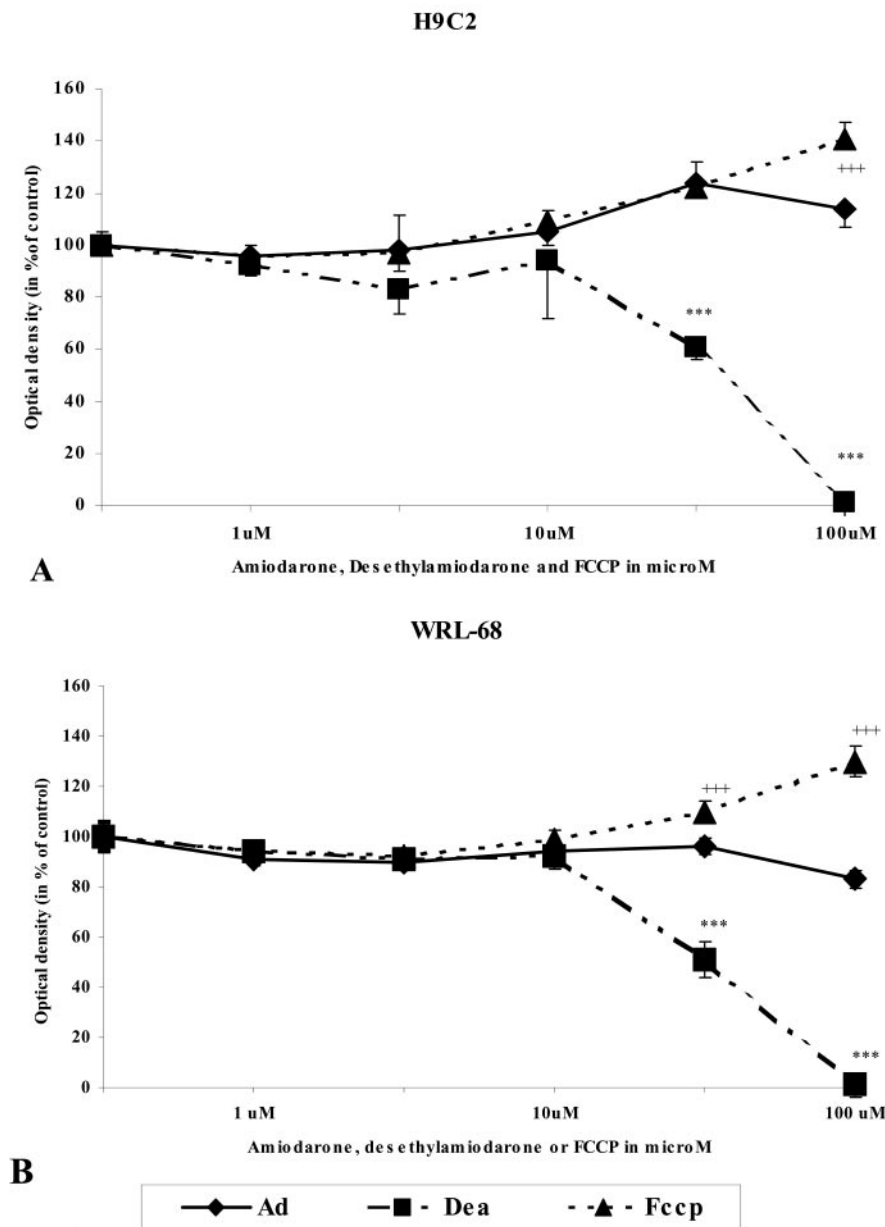 H9C2
160
140
120
100
80
60
40
20
0
Optical density (in %of control)
+++
***
***
1uM 10uM 100uM
Amiodarone, Desethylamiodarone and FCCP in microM
A
WRL-68
160
140
120
100
80
60
40
20
0
Optical density (in % of control)
+++
+++
***
***
1 uM 10uM 100 uM
Amiodarone, desethylamiodarone or FCCP in microM
B
Ad Dea Fccp